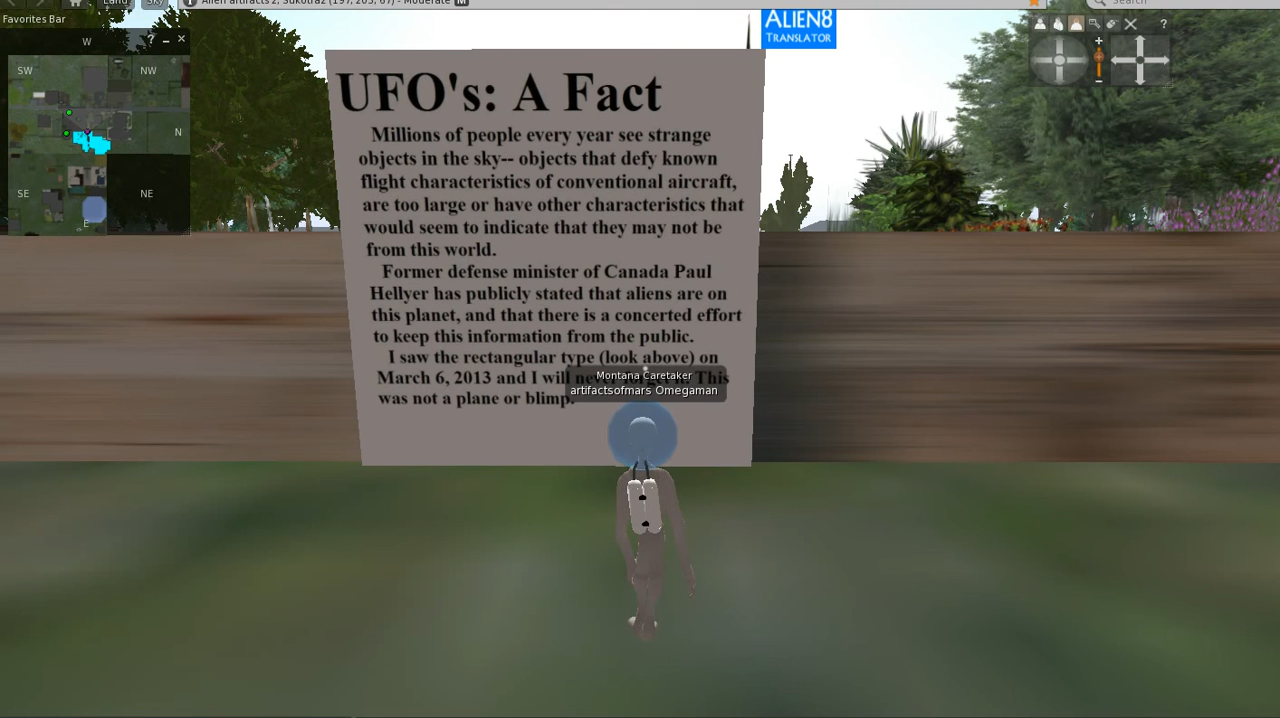 Land
Sky
Alien artifacts 2, Sukotra2 (197, 203, 67) - Moderate M
Search
Favorites Bar
ALIEN8
TRANSLATOR
W
SW
NW
N
SE
NE
E
UFO's: A Fact
Millions of people every year see strange
objects in the sky-- objects that defy known
flight characteristics of conventional aircraft,
are too large or have other characteristics that
would seem to indicate that they may not be
from this world.
Former defense minister of Canada Paul
Hellyer has publicly stated that aliens are on
this planet, and that there is a concerted effort
to keep this information from the public.
I saw the rectangular type (look above) on
March 6, 2013 and I will never forget it. This
was not a plane or blimp.
Montana Caretaker
artifactsofmars Omegaman